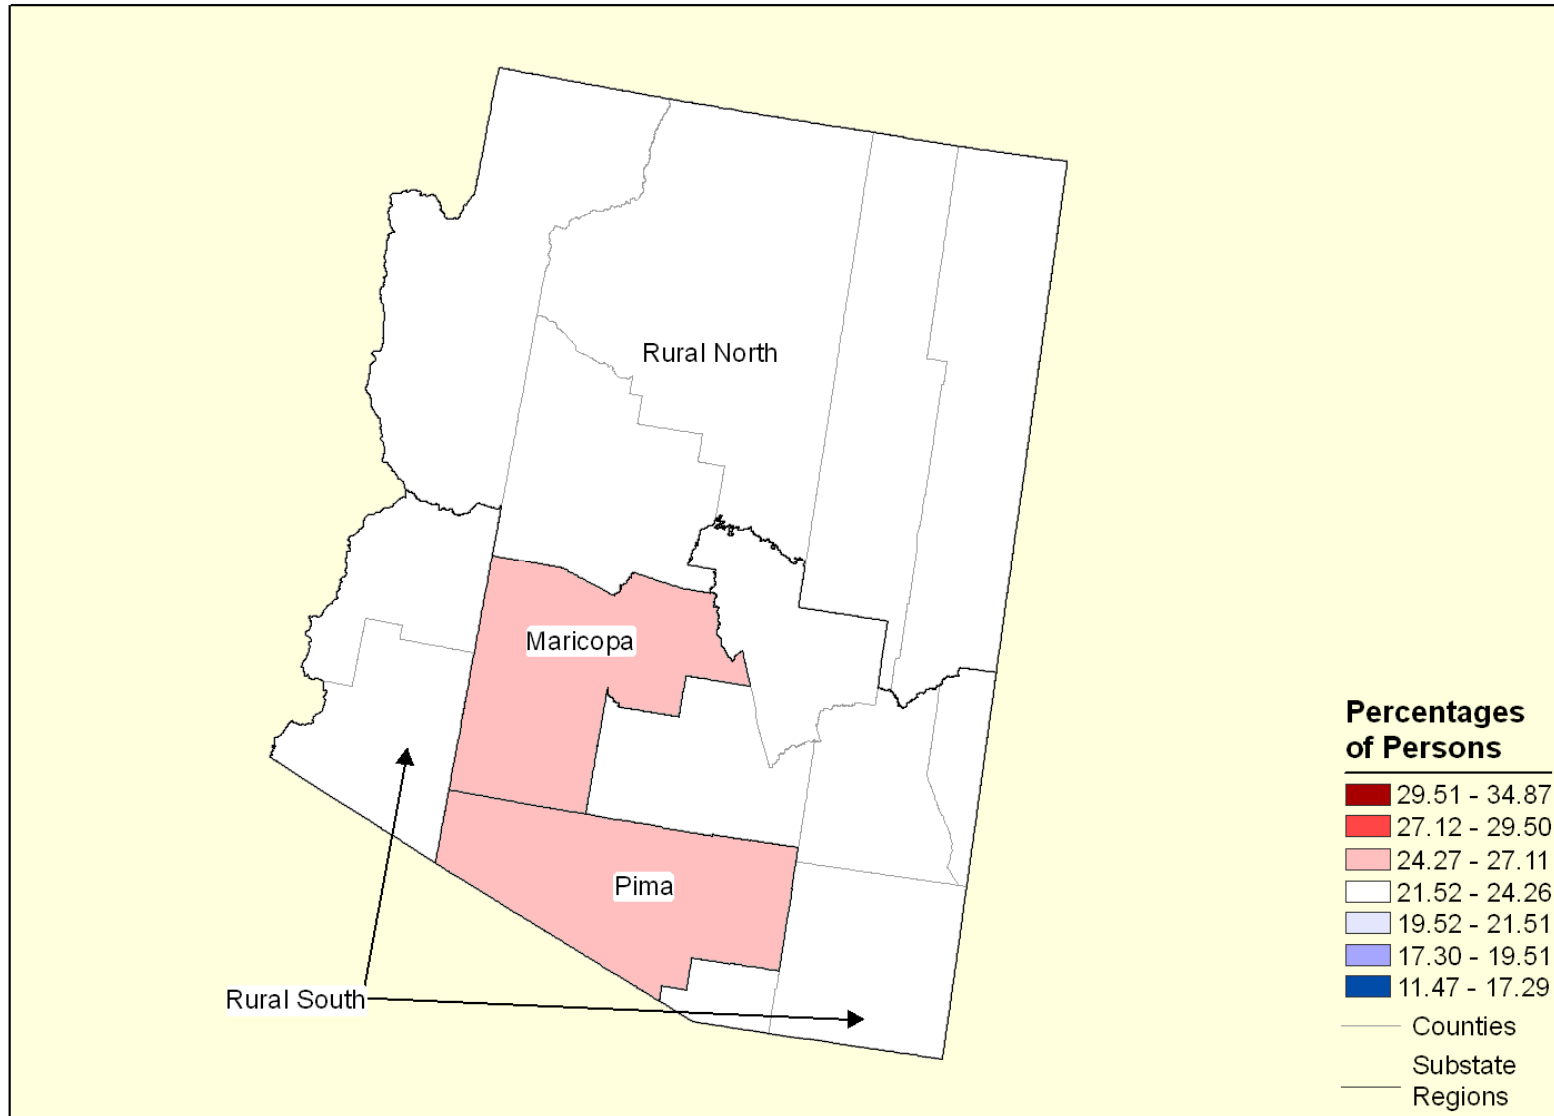 Rural North
Maricopa
Pima
Rural South
Percentages
of Persons
29.51 - 34.87
27.12 - 29.50
24.27 - 27.11
21.52 - 24.26
19.52 - 21.51
17.30 - 19.51
11.47 - 17.29
Counties
Substate
Regions